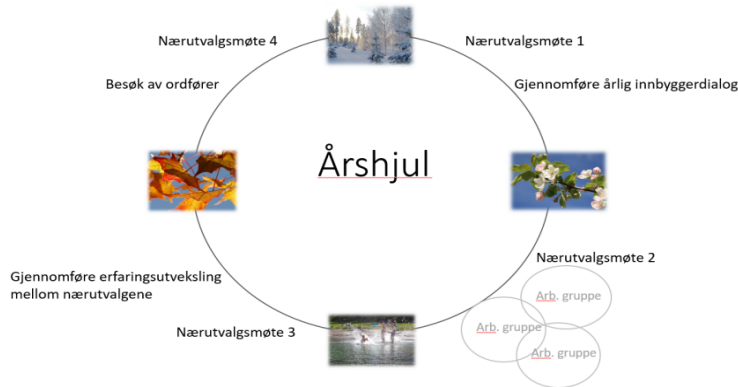 Nærutvalgsmøte 4
Nærutvalgsmøte 1
Besøk av ordfører
Gjennomføre årlig innbyggerdialog
Årshjul
Nærutvalgsmøte 2
Gjennomføre erfaringsutveksling
mellom nærutvalgene
Arb. gruppe
Arb. gruppe
Nærutvalgsmøte 3
Arb. gruppe